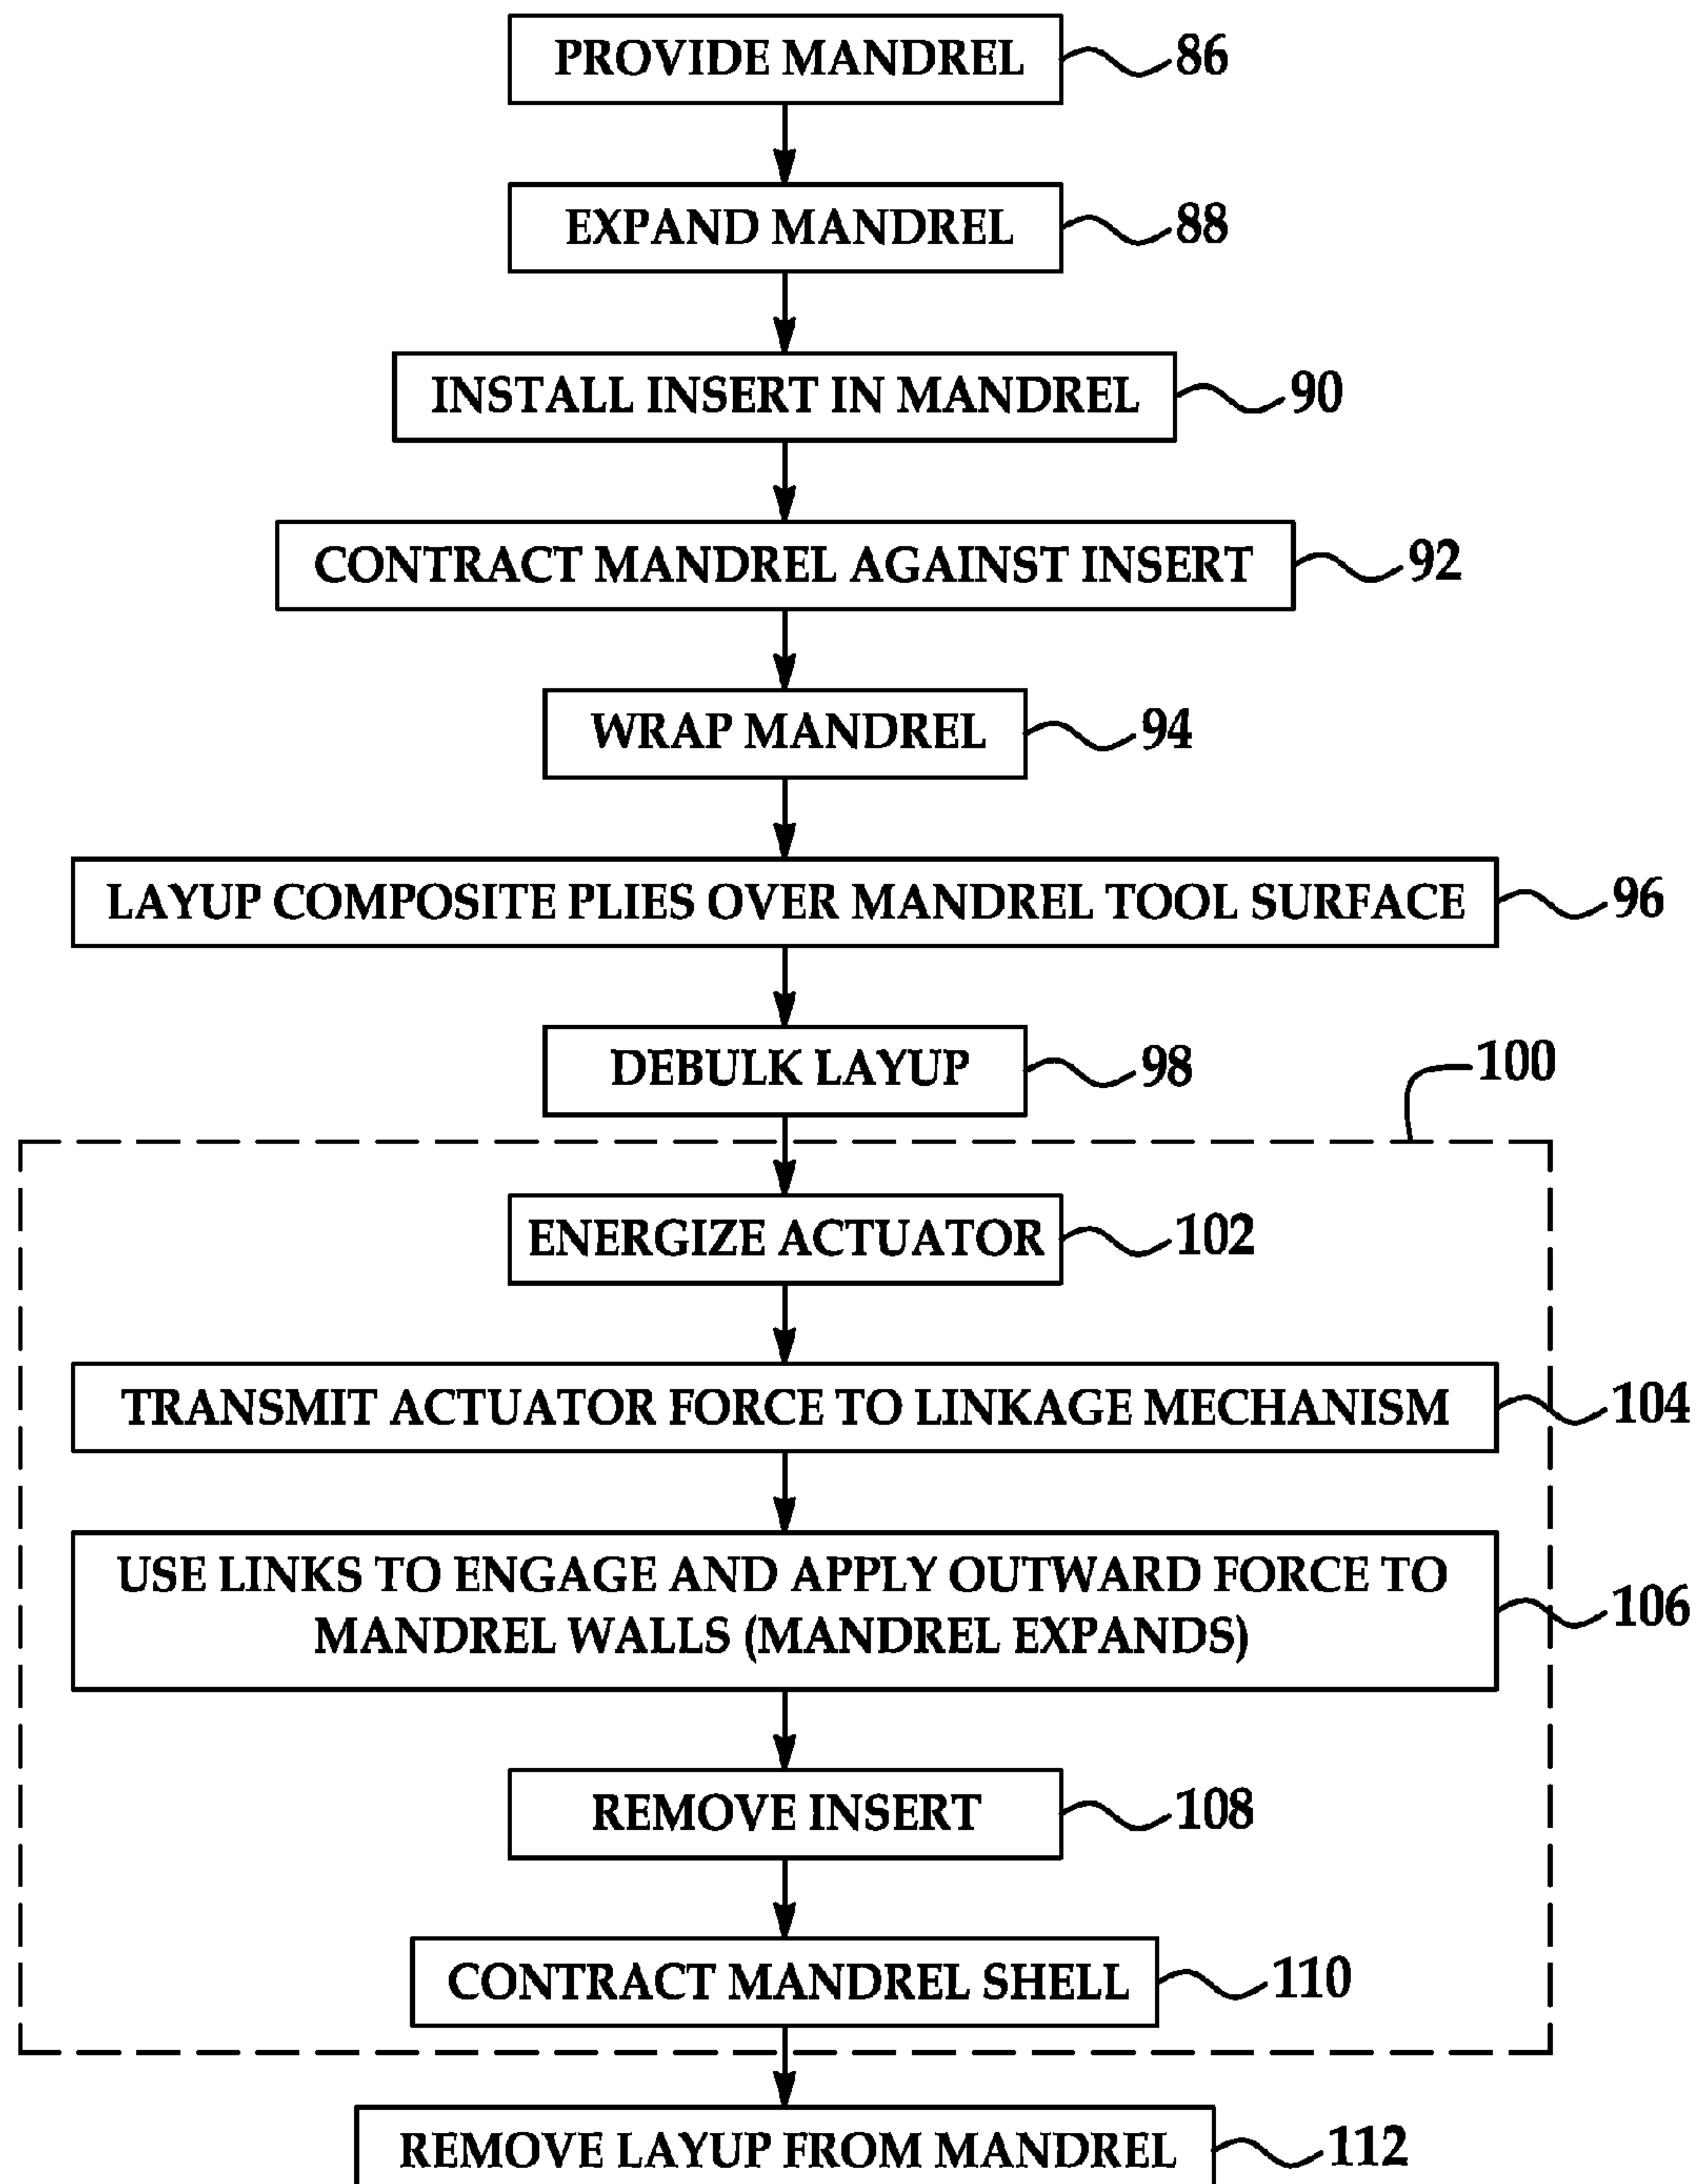 PROVIDE MANDREL 86
EXPAND MANDREL 88
INSTALL INSERT IN MANDREL 90
CONTRACT MANDREL AGAINST INSERT 92
WRAP MANDREL 94
LAYUP COMPOSITE PLIES OVER MANDREL TOOL SURFACE 96
DEBULK LAYUP 98
100
ENERGIZE ACTUATOR 102
TRANSMIT ACTUATOR FORCE TO LINKAGE MECHANISM 104
USE LINKS TO ENGAGE AND APPLY OUTWARD FORCE TO
MANDREL WALLS (MANDREL EXPANDS) 106
REMOVE INSERT 108
CONTRACT MANDREL SHELL 110
REMOVE LAYUP FROM MANDREL 112